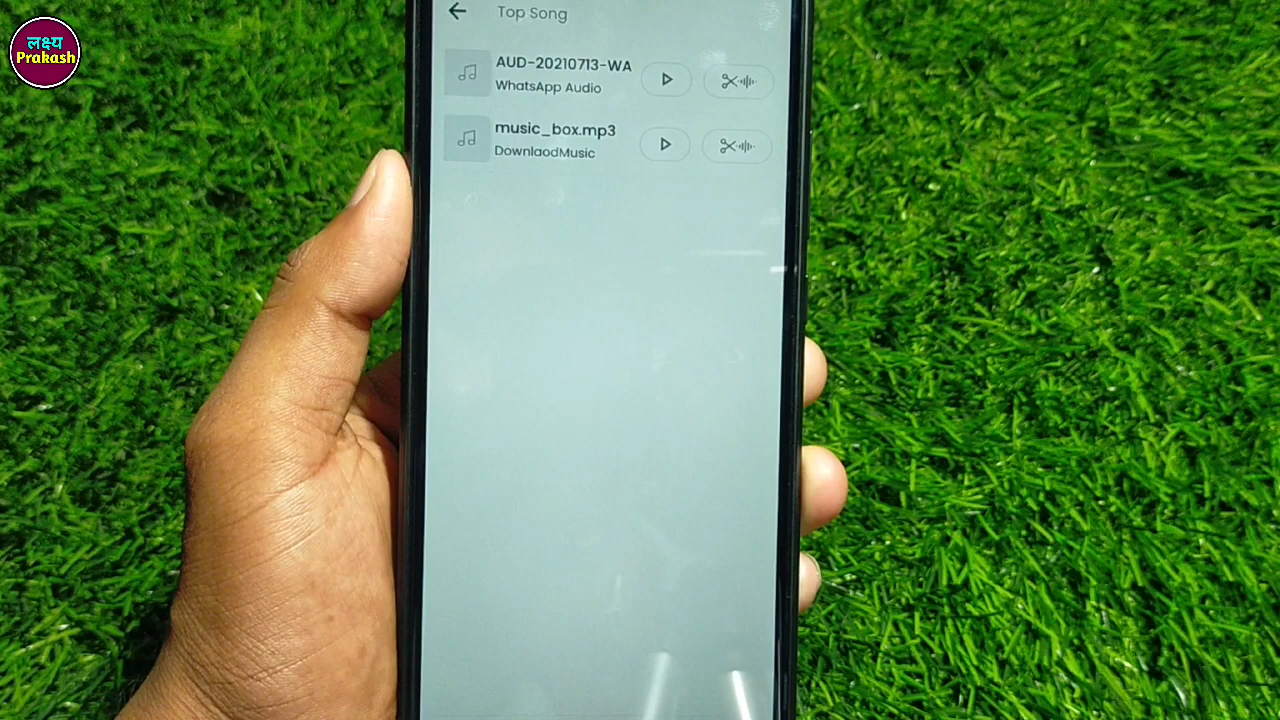 लक्ष्य
Prakash
Top Song
AUD-20210713-WA
WhatsApp Audio
music_box.mp3
DownlaodMusic